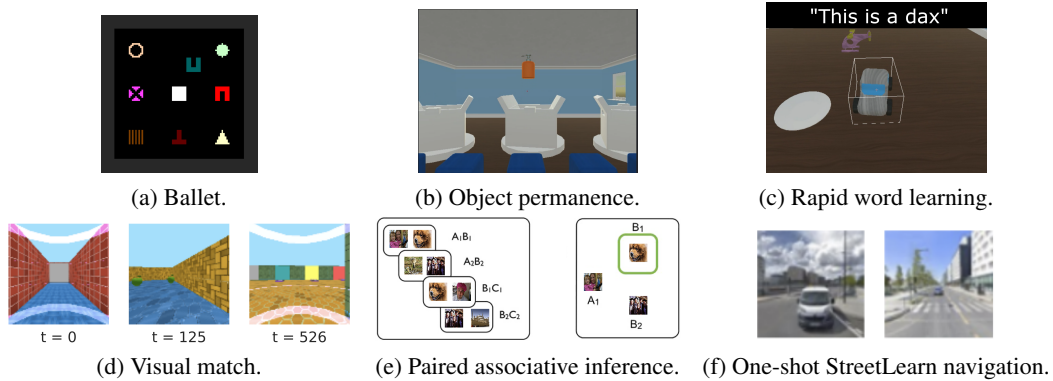 "This is a dax"
(a) Ballet.
(b) Object permanence.
(c) Rapid word learning.
A₁B₁
A₂B₂
B₁C₁
B₂C₂
B₁
A₁
B₂
t = 0
t = 125
t = 526
(d) Visual match.
(e) Paired associative inference.
(f) One-shot StreetLearn navigation.